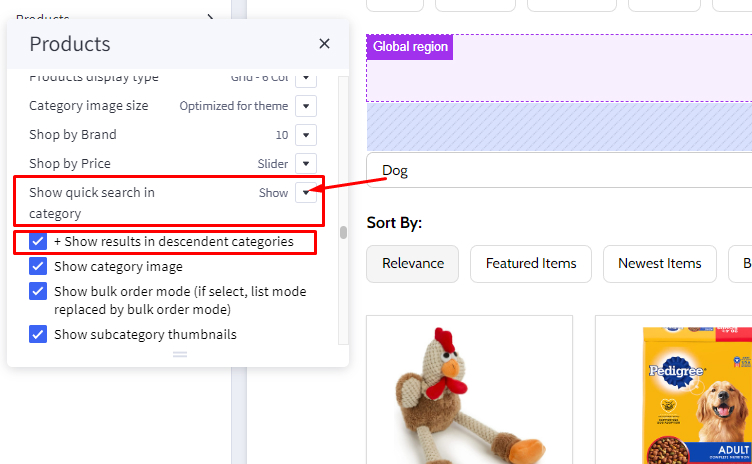 Products
Products
Products display type
Grid - 6 Col
Category image size
Optimized for theme
Shop by Brand
10
Shop by Price
Slider
Show quick search in
category
Show
+ Show results in descendent categories
Show category image
Show bulk order mode (if select, list mode
replaced by bulk order mode)
Show subcategory thumbnails
Global region
Dog
Sort By:
Relevance
Featured Items
Newest Items
B
Pedigree
ADULT
COMPLETE NUTRITION